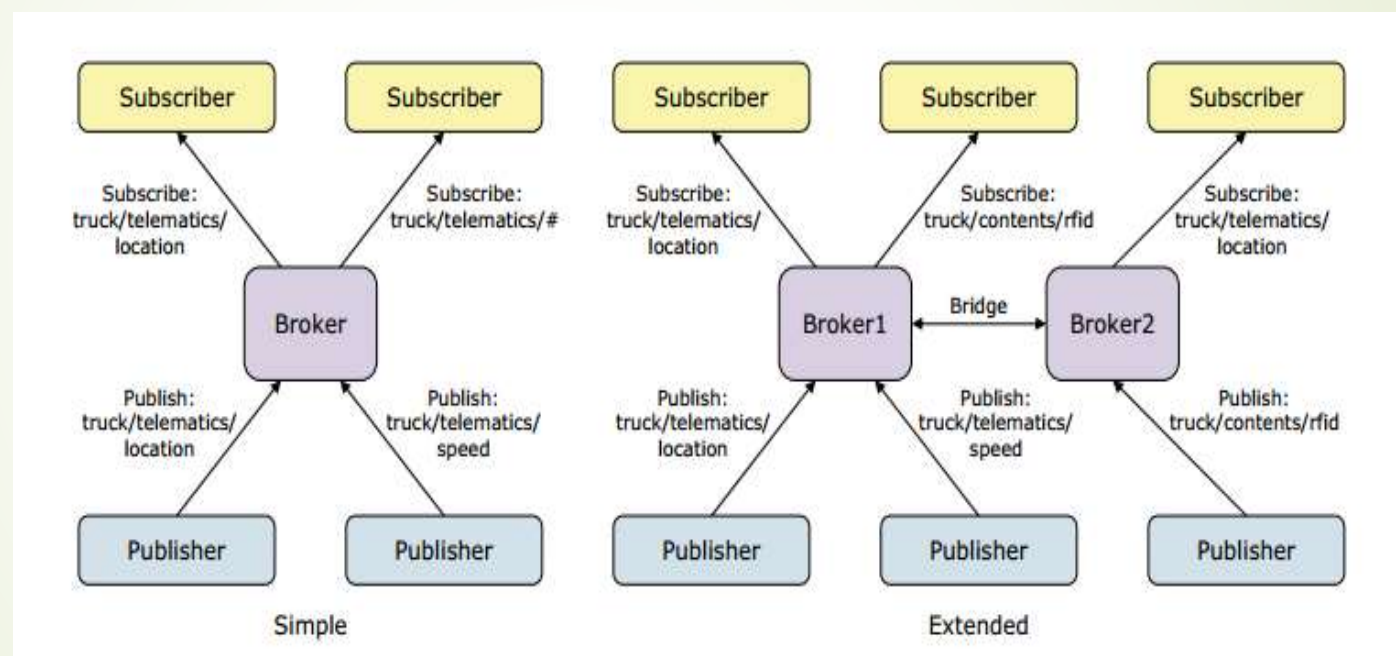 Subscriber
Subscriber
Subscriber
Subscriber
Subscriber
Subscribe:
truck/telematics/
location
Subscribe:
truck/telematics/#
Subscribe:
truck/telematics/
location
Subscribe:
truck/contents/rfid
Subscribe:
truck/telematics/
location
Broker
Broker1
Bridge
Broker2
Publish:
truck/telematics/
location
Publish:
truck/telematics/
speed
Publish:
truck/telematics/
location
Publish:
truck/telematics/
speed
Publish:
truck/contents/rfid
Publisher
Publisher
Publisher
Publisher
Publisher
Simple
Extended